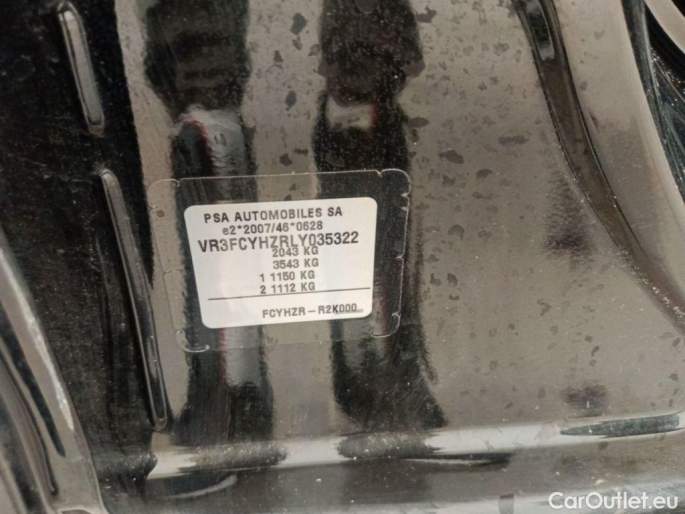 PSA AUTOMOBILES SA
e2*2007/46*0628
VR3FCYHZRLY035322
2043 KG
3543 KG
1 1150 KG
2 1112 KG
FCYHZR-R2K000
CarOutlet.eu